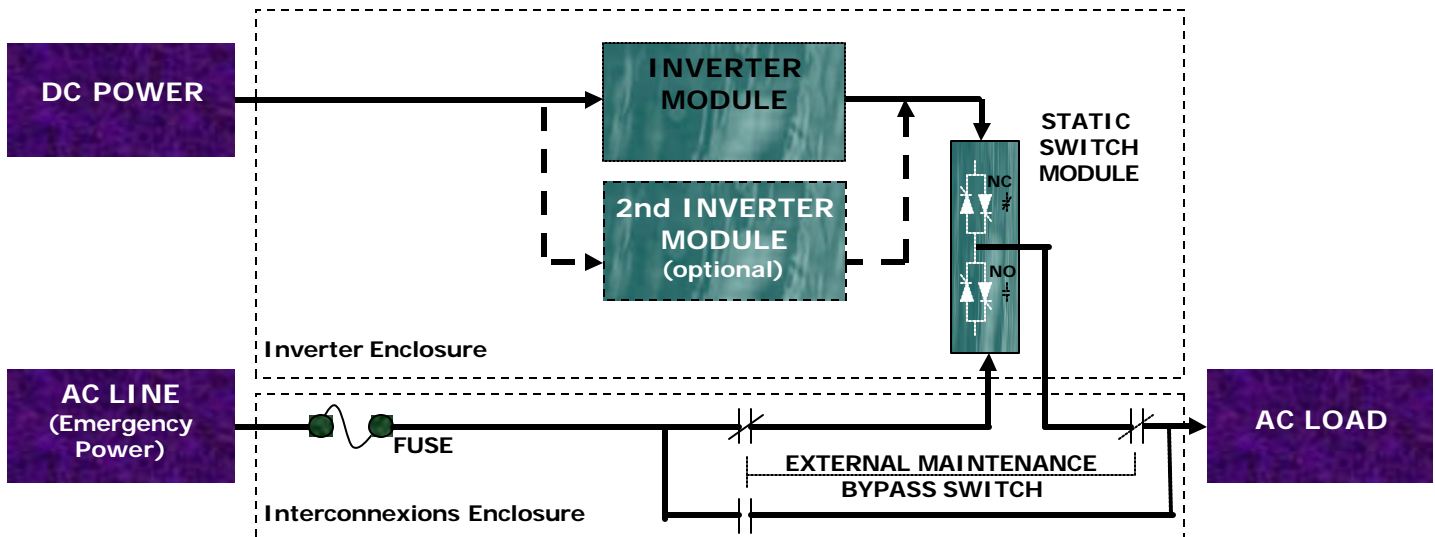 DC POWER
INVERTER
MODULE
STATIC
SWITCH
MODULE
NC
2nd INVERTER
MODULE
(optional)
NO
Inverter Enclosure
AC LINE
(Emergency
Power)
FUSE
AC LOAD
EXTERNAL MAINTENANCE
BYPASS SWITCH
Interconnexions Enclosure